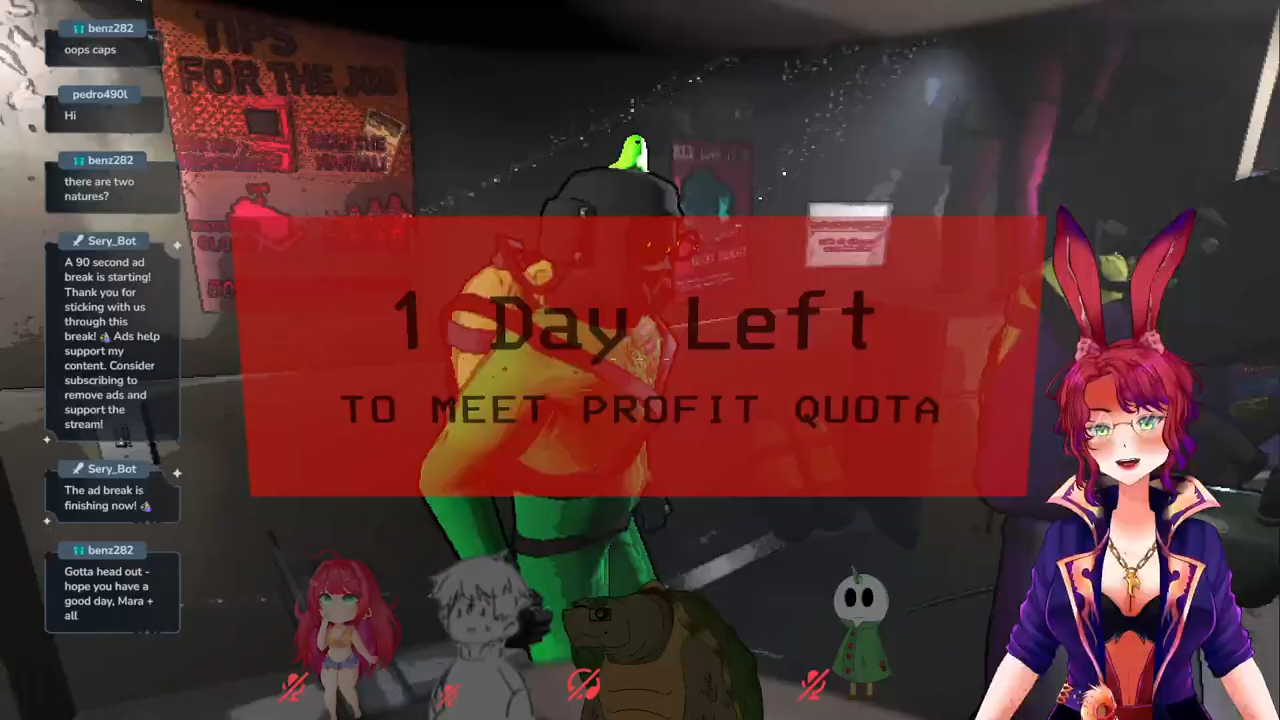 benz282
oops caps
pedro490l
Hi
benz282
there are two
natures?
Sery_Bot
A 90 second ad
break is starting!
Thank you for
sticking with us
through this
break! Ads help
support my
content. Consider
subscribing to
remove ads and
support the
stream!
Sery_Bot
The ad break is
finishing now!
benz282
Gotta head out -
hope you have a
good day, Mara +
all
TIPS
FOR THE JOB
1 Day Left
TO MEET PROFIT QUOTA